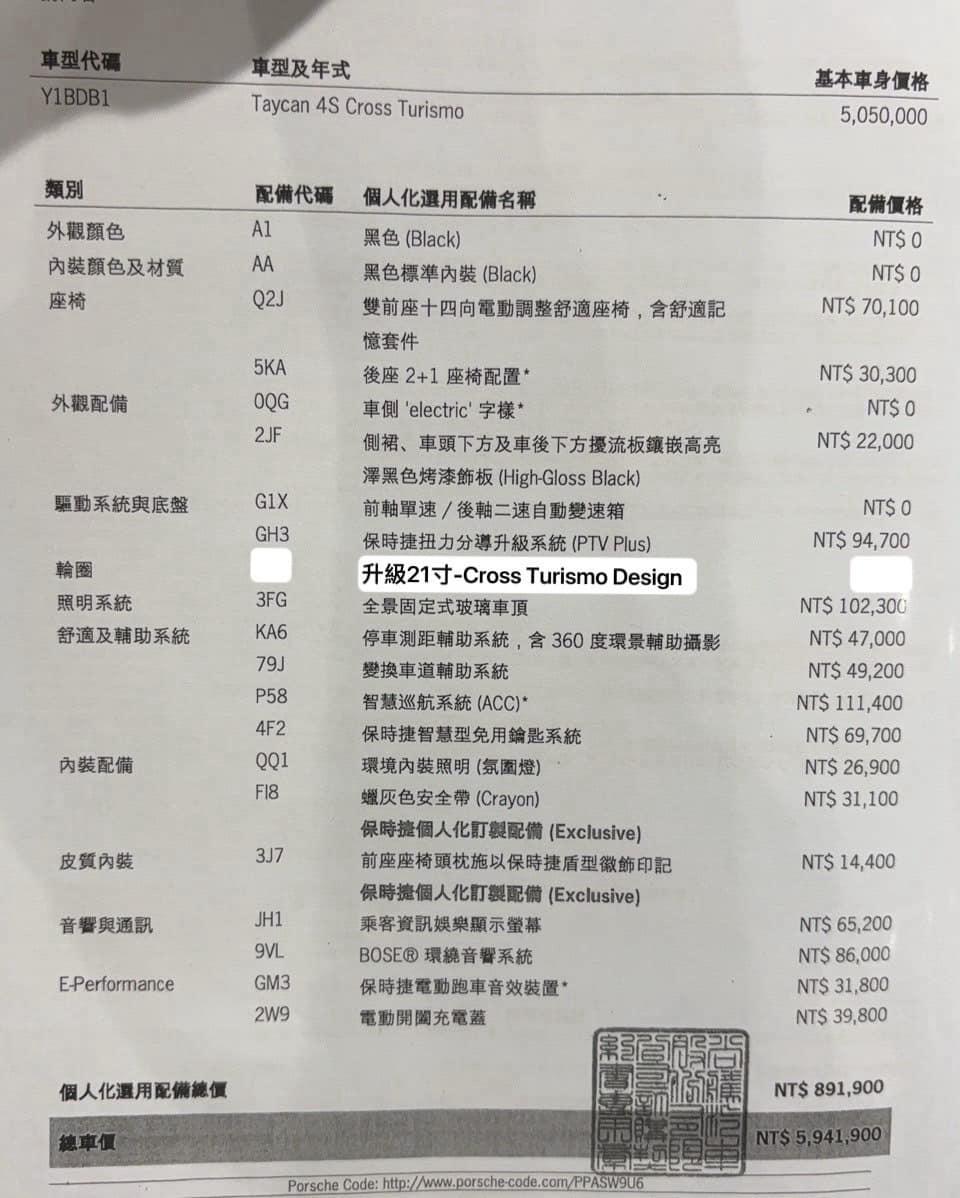 車型代碼 車型及年式 基本車身價格
Y1BDB1 Taycan 4S Cross Turismo 5,050,000
類別 配備代碼 個人化選用配備名稱 配備價格
外觀顏色 A1 黑色 (Black) NT$ 0
內裝顏色及材質 AA 黑色標準內裝 (Black) NT$ 0
座椅 Q2J 雙前座十四向電動調整舒適座椅，含舒適記 NT$ 70,100
憶套件
5KA 後座 2+1 座椅配置* NT$ 30,300
外觀配備 0QG 車側 'electric' 字樣* NT$ 0
2JF 側裙、車頭下方及車後下方擾流板鑲嵌高亮 NT$ 22,000
澤黑色烤漆飾板 (High-Gloss Black)
驅動系統與底盤 G1X 前軸單速 / 後軸二速自動變速箱 NT$ 0
GH3 保時捷扭力分導升級系統 (PTV Plus) NT$ 94,700
輪圈 升級21寸-Cross Turismo Design
照明系統 3FG 全景固定式玻璃車頂 NT$ 102,300
舒適及輔助系統 KA6 停車測距輔助系統，含 360 度環景輔助攝影 NT$ 47,000
79J 變換車道輔助系統 NT$ 49,200
P58 智慧巡航系統 (ACC)* NT$ 111,400
4F2 保時捷智慧型免用鑰匙系統 NT$ 69,700
內裝配備 QQ1 環境內裝照明 (氛圍燈) NT$ 26,900
FI8 蠟灰色安全帶 (Crayon) NT$ 31,100
保時捷個人化訂製配備 (Exclusive)
皮質內裝 3J7 前座座椅頭枕施以保時捷盾型徽飾印記 NT$ 14,400
保時捷個人化訂製配備 (Exclusive)
音響與通訊 JH1 乘客資訊娛樂顯示螢幕 NT$ 65,200
9VL BOSE® 環繞音響系統 NT$ 86,000
E-Performance GM3 保時捷電動跑車音效裝置* NT$ 31,800
2W9 電動開闔充電蓋 NT$ 39,800
個人化選用配備總價 NT$ 891,900
總車價 NT$ 5,941,900
Porsche Code: http://www.porsche-code.com/PPASW9U6